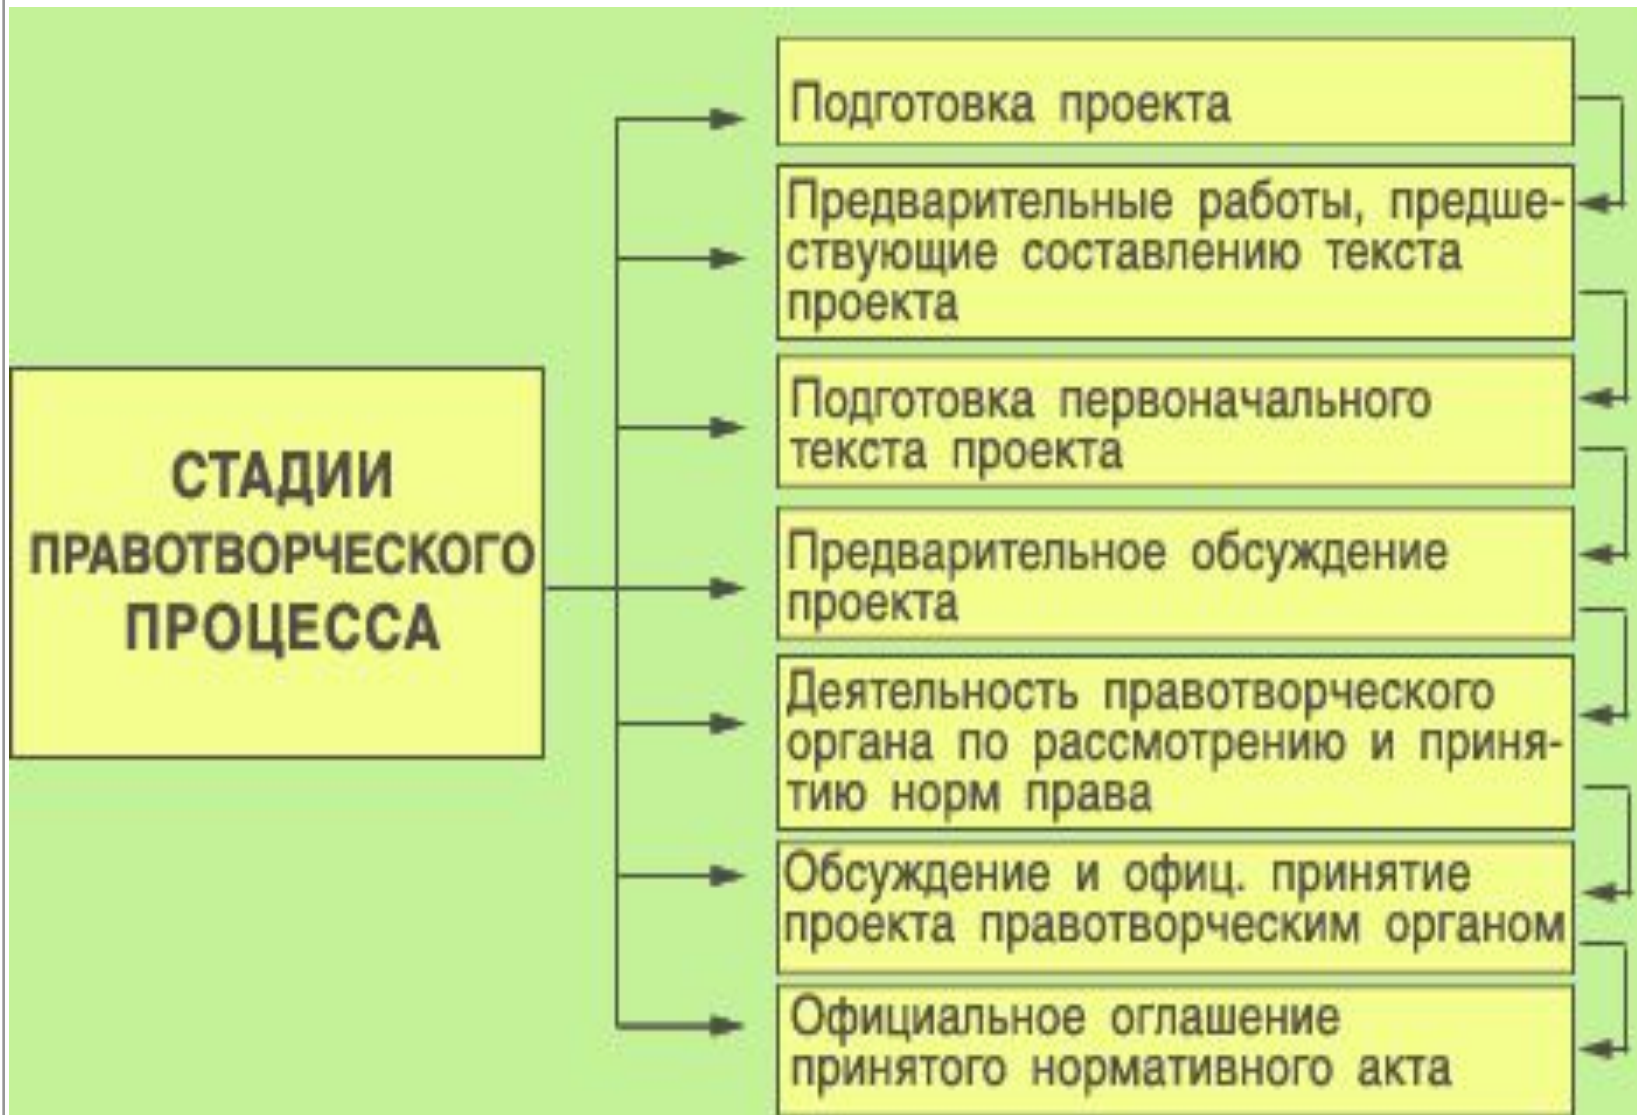 СТАДИИ
ПРАВОТВОРЧЕСКОГО
ПРОЦЕССА
Подготовка проекта
Предварительные работы, предше-
ствующие составлению текста
проекта
Подготовка первоначального
текста проекта
Предварительное обсуждение
проекта
Деятельность правотворческого
органа по рассмотрению и приня-
тию норм права
Обсуждение и офиц. принятие
проекта правотворческим органом
Официальное оглашение
принятого нормативного акта